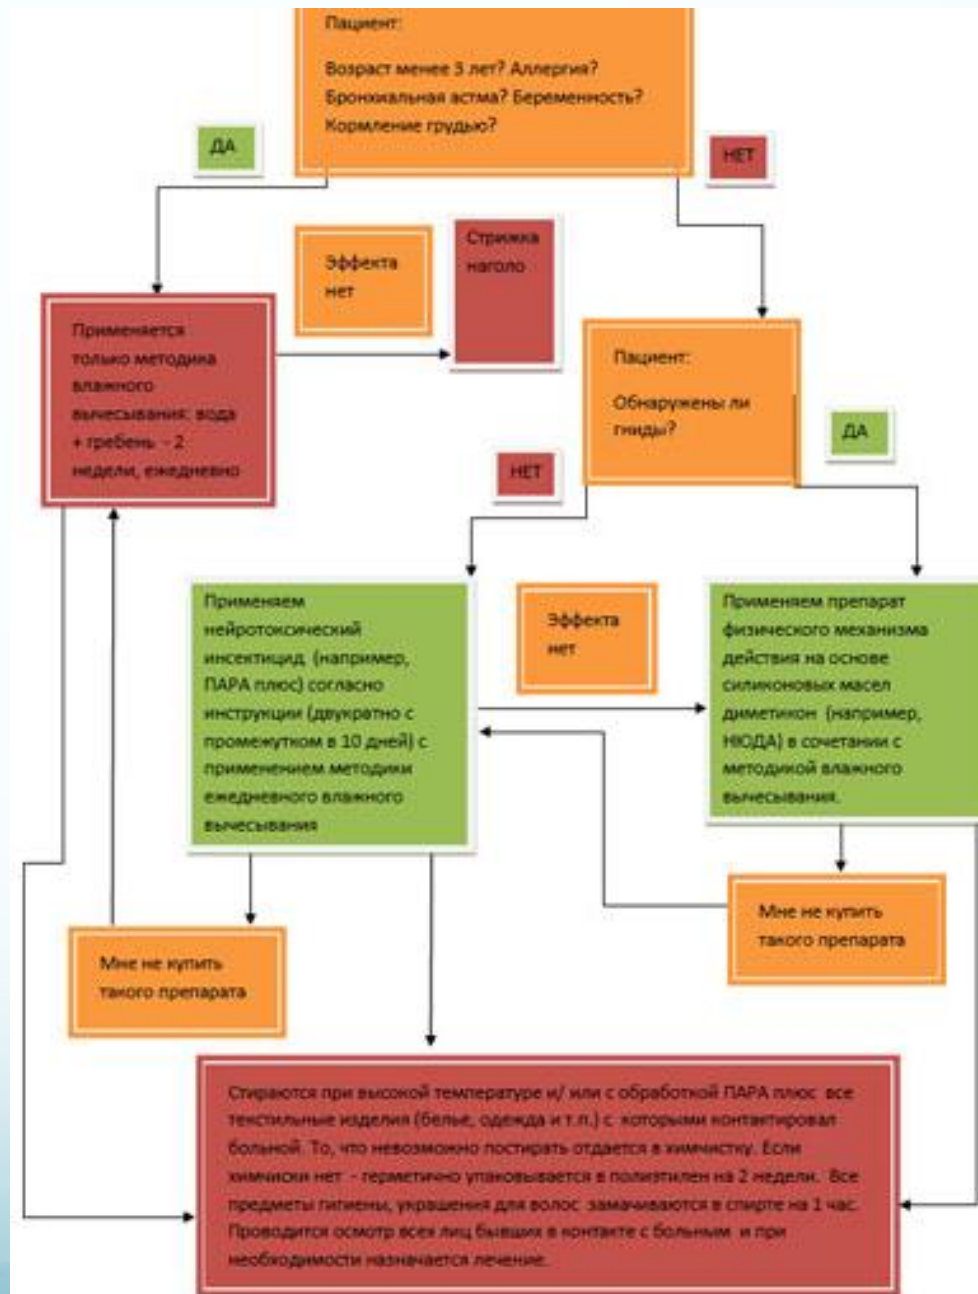 Пациент:
Возраст менее 3 лет? Аллергия?
Бронхиальная астма? Беременность?
Кормление грудью?
ДА
НЕТ
Эффекта
нет
Стрижка
наголо
Применяется
только методика
влажного
вычесывания: вода
+ гребень - 2
недели, ежедневно
Пациент:
Обнаружены ли
гниды?
ДА
НЕТ
Применяем
нейротоксический
инсектицид (например,
ПАРА плюс) согласно
инструкции (двукратно с
промежутком в 10 дней) с
применением методики
ежедневного влажного
вычесывания
Эффекта
нет
Применяем препарат
физического механизма
действия на основе
силиконовых масел
диметикон (например,
НЮДА) в сочетании с
методикой влажного
вычесывания.
Мне не купить
такого препарата
Мне не купить
такого препарата
Стираются при высокой температуре и/ или с обработкой ПАРА плюс все
текстильные изделия (белье, одежда и т.п.) с которыми контактировал
больной. То, что невозможно постирать отдается в химчистку. Если
химчиски нет - герметично упаковывается в полиэтилен на 2 недели. Все
предметы гигиены, украшения для волос замачиваются в спирте на 1 час.
Проводится осмотр всех лиц бывших в контакте с больным и при
необходимости назначается лечение.